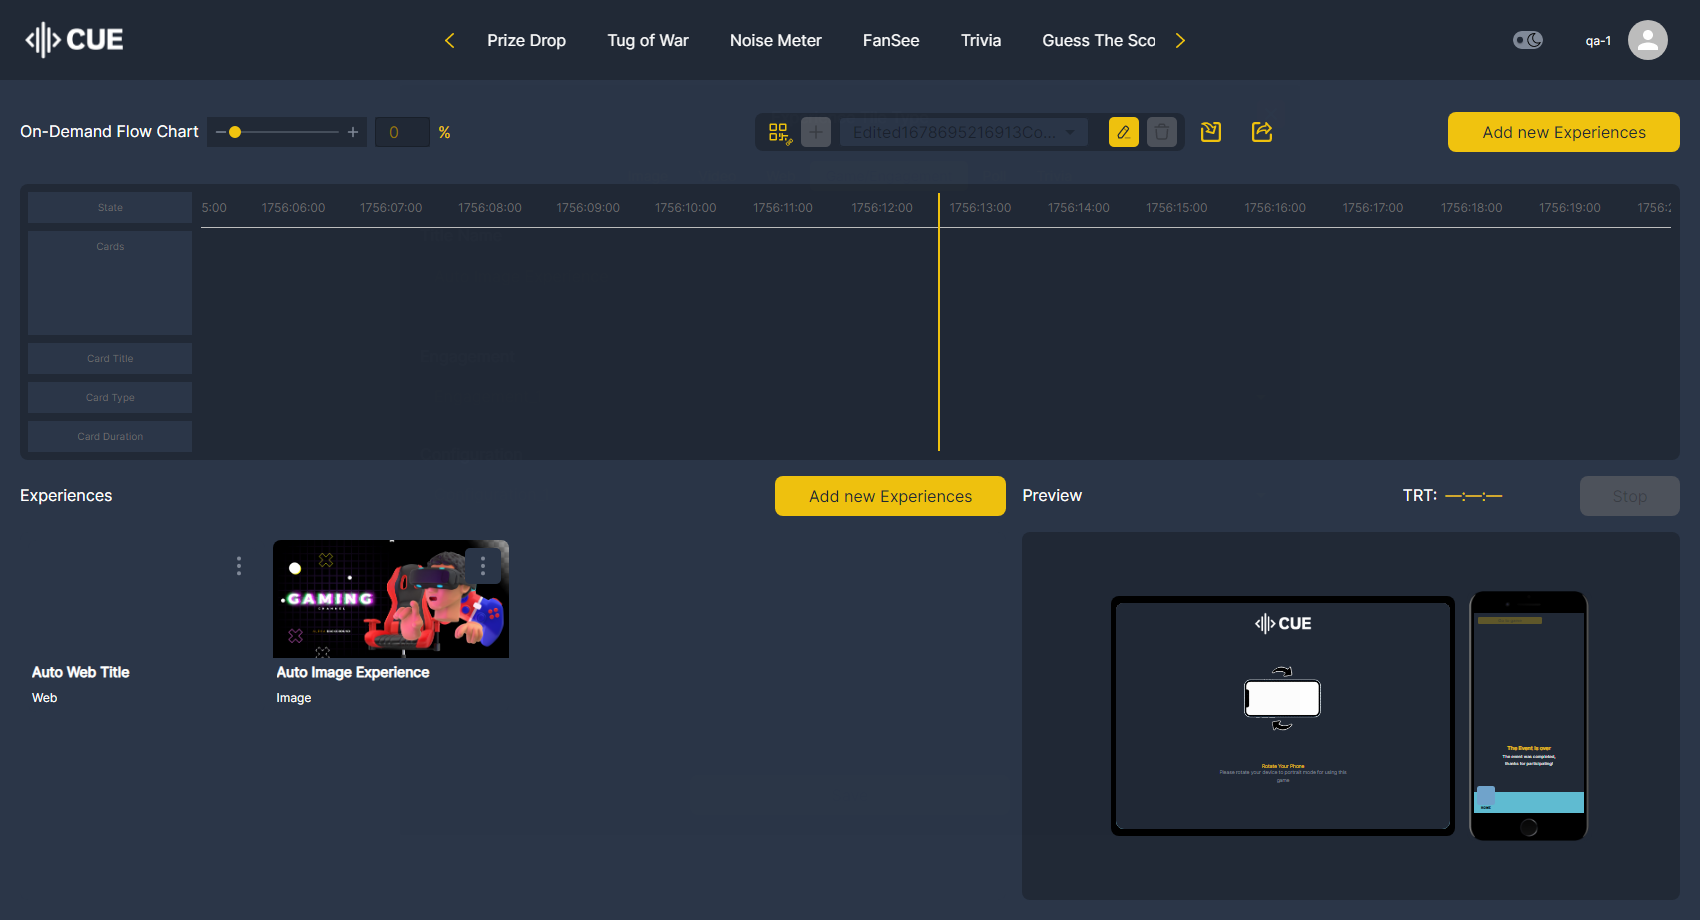 CUE
Prize Drop
Tug of War
Noise Meter
FanSee
Trivia
Guess The Sco
qa-1
On-Demand Flow Chart
0
%
Edited1678695216913Co...
Add new Experiences
State
5:00
1756:06:00
1756:07:00
1756:08:00
1756:09:00
1756:10:00
1756:11:00
1756:12:00
1756:13:00
1756:14:00
1756:15:00
1756:16:00
1756:17:00
1756:18:00
1756:19:00
1756:2
Cards
Card Title
Card Type
Card Duration
Experiences
Add new Experiences
Preview
TRT: —:—:—
Stop
GAMING
CHANNEL
Auto Web Title
Web
Auto Image Experience
Image
CUE
Rotate Your Phone
Please rotate your device to portrait mode for using this
game
The Event is over
The event was completed,
thanks for participating!
HOME